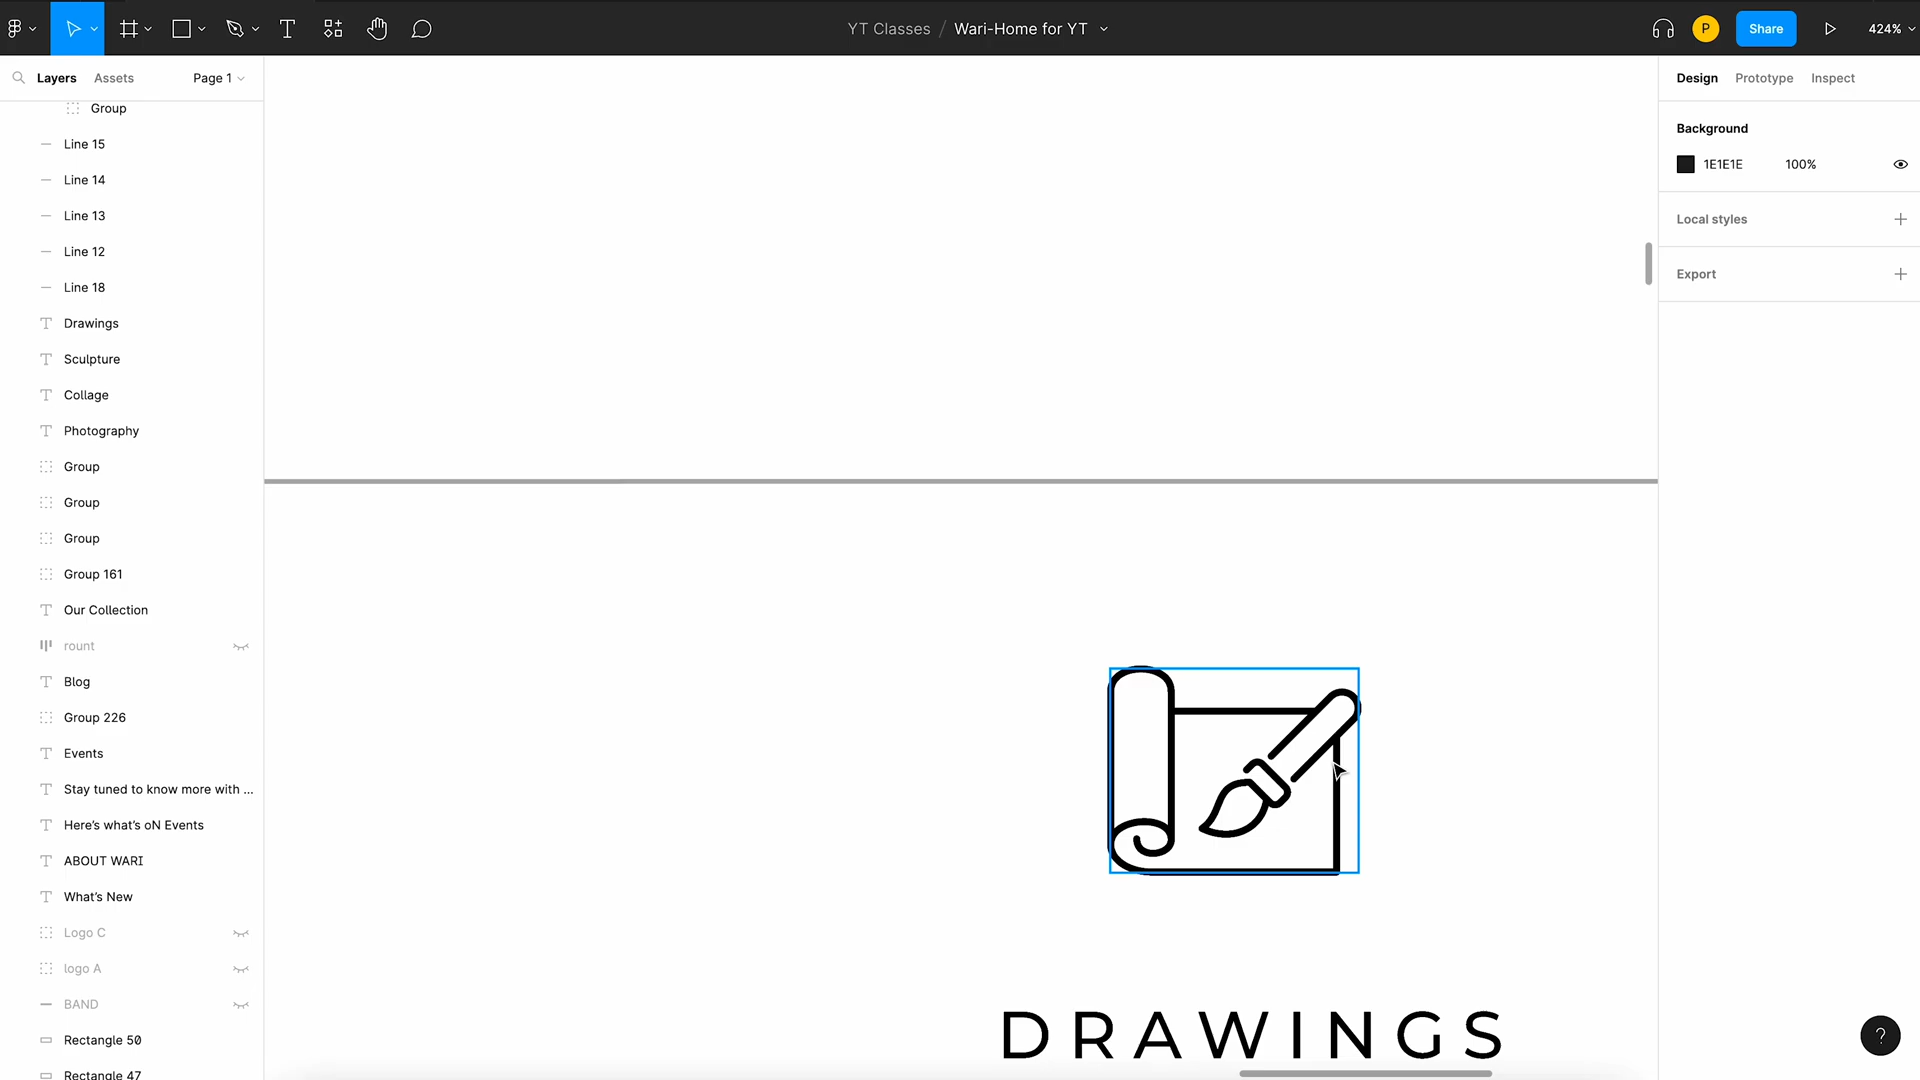 YT Classes / Wari-Home for YT
P
Share
424%
Layers
Assets
Page 1
Group
Line 15
Line 14
Line 13
Line 12
Line 18
Drawings
Sculpture
Collage
Photography
Group
Group
Group
Group 161
Our Collection
rount
Blog
Group 226
Events
Stay tuned to know more with ...
Here's what's oN Events
ABOUT WARI
What's New
Logo C
logo A
BAND
Rectangle 50
Rectangle 47
DRAWINGS
Design
Prototype
Inspect
Background
1E1E1E
100%
Local styles
Export
?